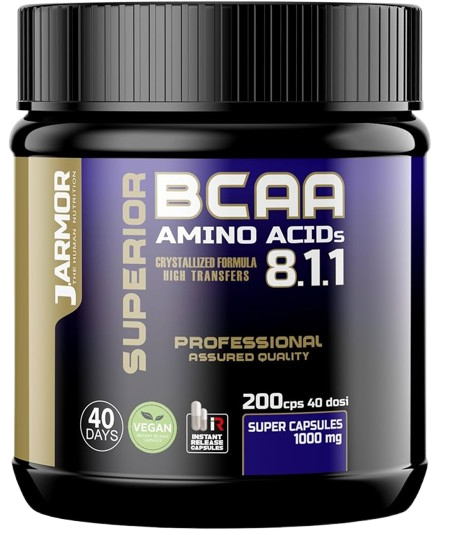 JARMOR
THE HUMAN NUTRITION
SUPERIOR
BCAA
AMINO ACIDs
8.1.1
CRYSTALLIZED FORMULA
HIGH TRANSFERS
PROFESSIONAL
ASSURED QUALITY
200cps 40 dosi
SUPER CAPSULES
1000 mg
40
DAYS
VEGAN
iR
INSTANT
RELEASE
CAPSULES